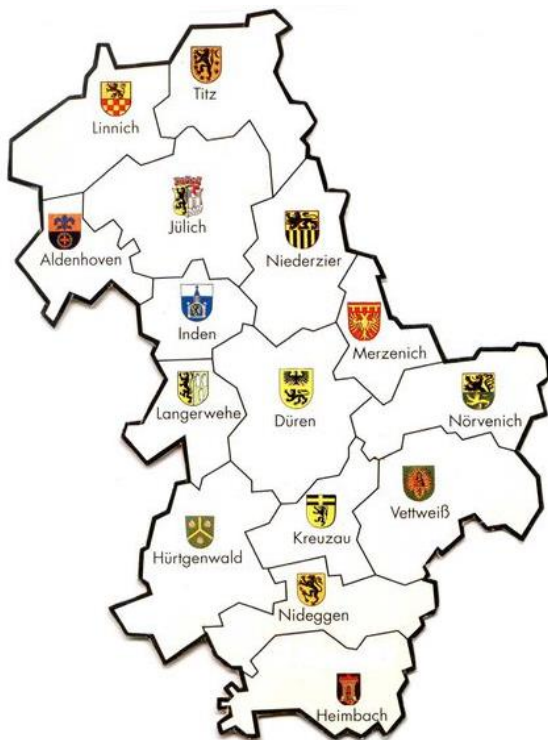 Titz
Linnich
Jülich
Aldenhoven
Niederzier
Inden
Merzenich
Langerwehe
Düren
Nörvenich
Vettweiß
Kreuzau
Hürtgenwald
Nideggen
Heimbach